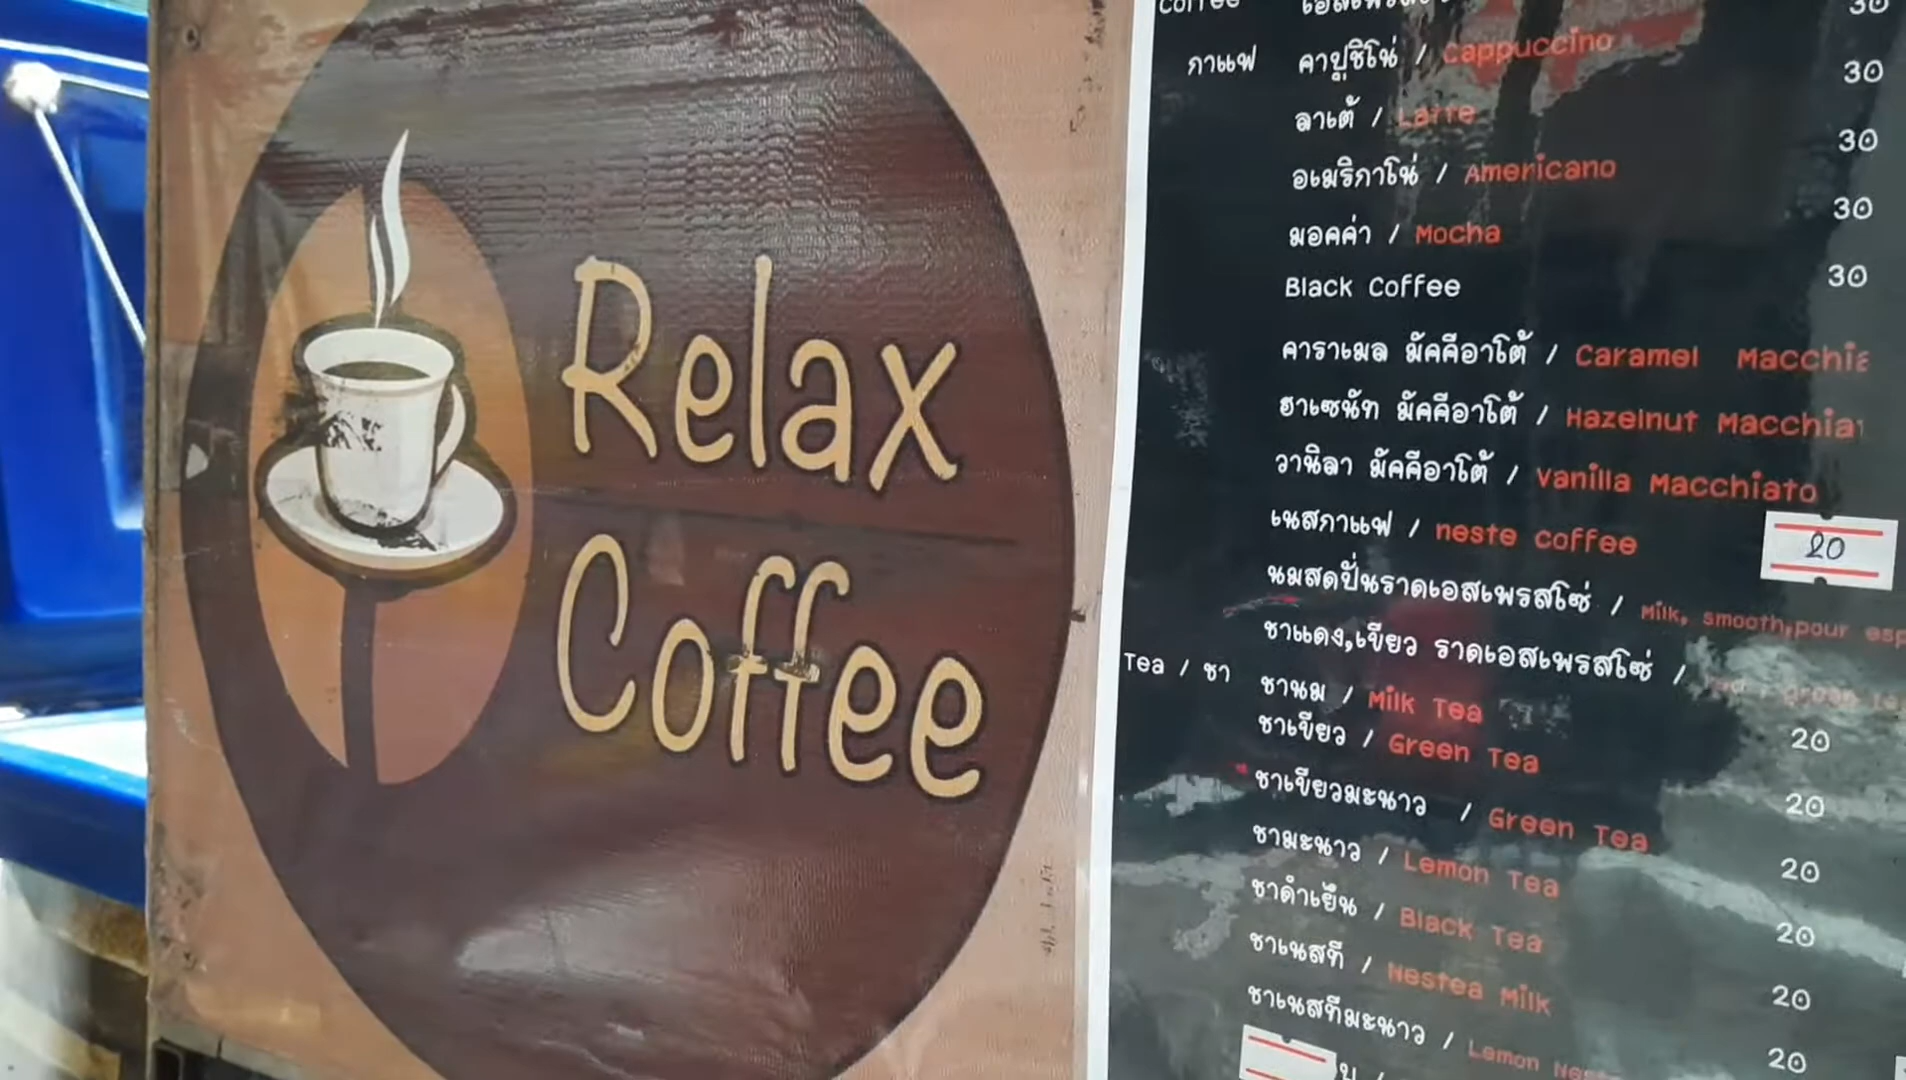 Relax
Coffee
Coffee 30
กาแฟ คาปูชิโน่ / Cappuccino 30
ลาเต้ / Latte 30
อเมริกาโน่ / Americano 30
มอคค่า / Mocha 30
Black Coffee
คาราเมล มัคคีอาโต้ / Caramel Macchia
ฮาเซนัท มัคคีอาโต้ / Hazelnut Macchiat
วานิลา มัคคีอาโต้ / Vanilla Macchiato
เนสกาแฟ / neste coffee 20
นมสดปั่นราดเอสเพรสโซ่ / Milk, smooth,pour esp
ชาแดง,เขียว ราดเอสเพรสโซ่ / green tea
Tea / ชา ชานม / Milk Tea 20
ชาเขียว / Green Tea 20
ชาเขียวมะนาว / Green Tea 20
ชามะนาว / Lemon Tea 20
ชาดำเย็น / Black Tea 20
ชาเนสที / Nestea Milk 20
ชาเนสทีมะนาว / Lemon Nes